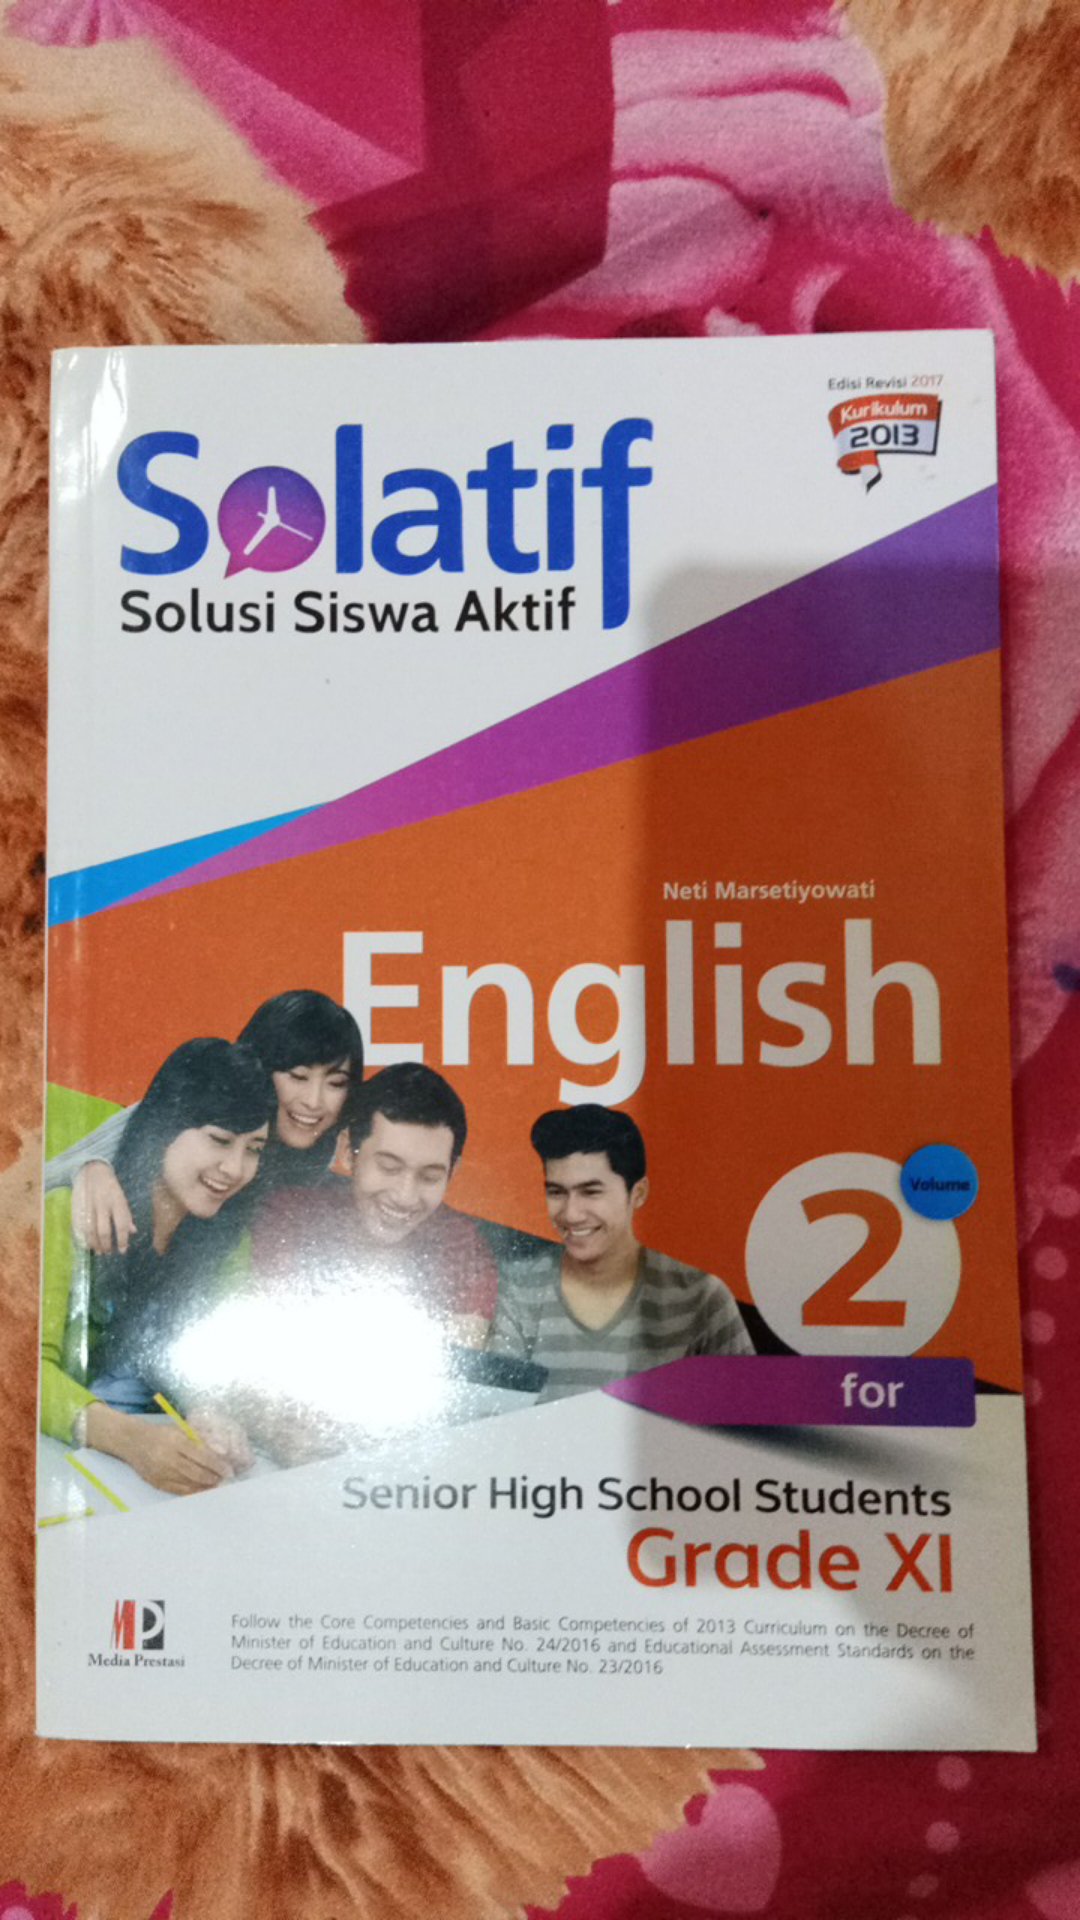 Edisi Revisi 2017
Kurikulum
2013
Solatif
Solusi Siswa Aktif
Neti Marsetiyowati
English
Volume
2
for
Senior High School Students
Grade XI
MP
Media Prestasi
Follow the Core Competencies and Basic Competencies of 2013 Curriculum on the Decree of
Minister of Education and Culture No. 24/2016 and Educational Assessment Standards on the
Decree of Minister of Education and Culture No. 23/2016